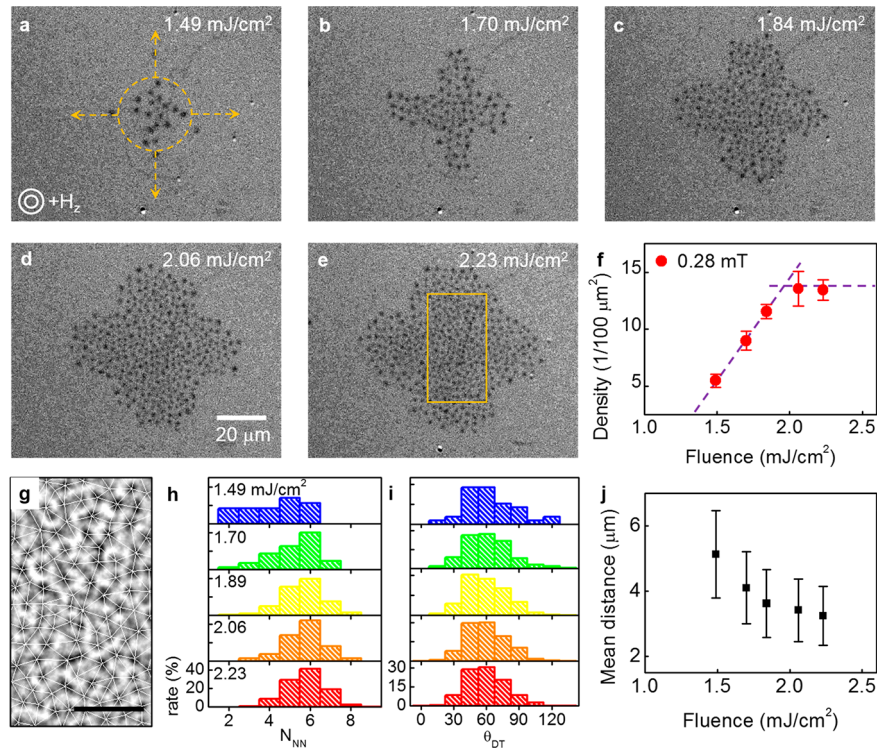 a 1.49 mJ/cm²
+H_z
b 1.70 mJ/cm²
c 1.84 mJ/cm²
d 2.06 mJ/cm²
20 μm
e 2.23 mJ/cm²
f
0.28 mT
15
10
5
1.0 1.5 2.0 2.5
Density (1/100 μm²)
Fluence (mJ/cm²)
g
h
1.49 mJ/cm²
1.70
1.89
2.06
2.23
40
20
rate (%)
2 4 6 8
N_NN
i
30
15
0
0 30 60 90 120
θ_DT
j
6
4
2
1.0 1.5 2.0 2.5
Mean distance (μm)
Fluence (mJ/cm²)